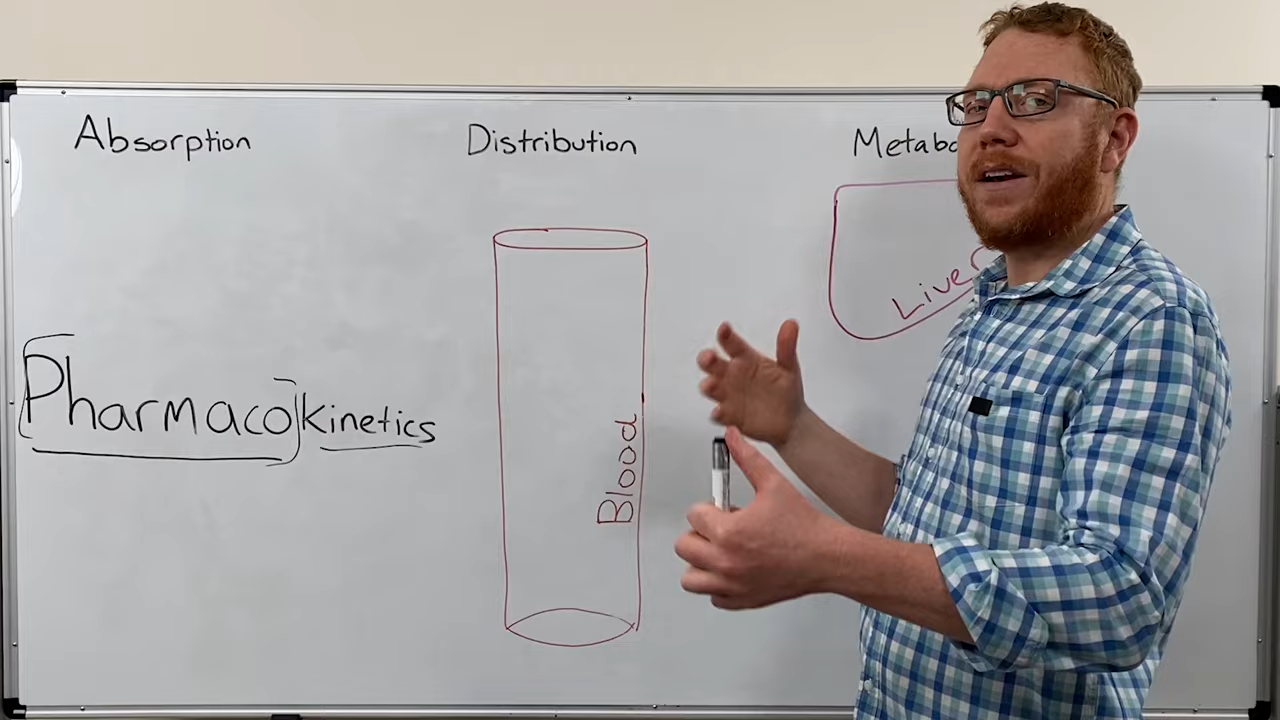 Absorption
Distribution
Metabo
Liver
Pharmacokinetics
Blood